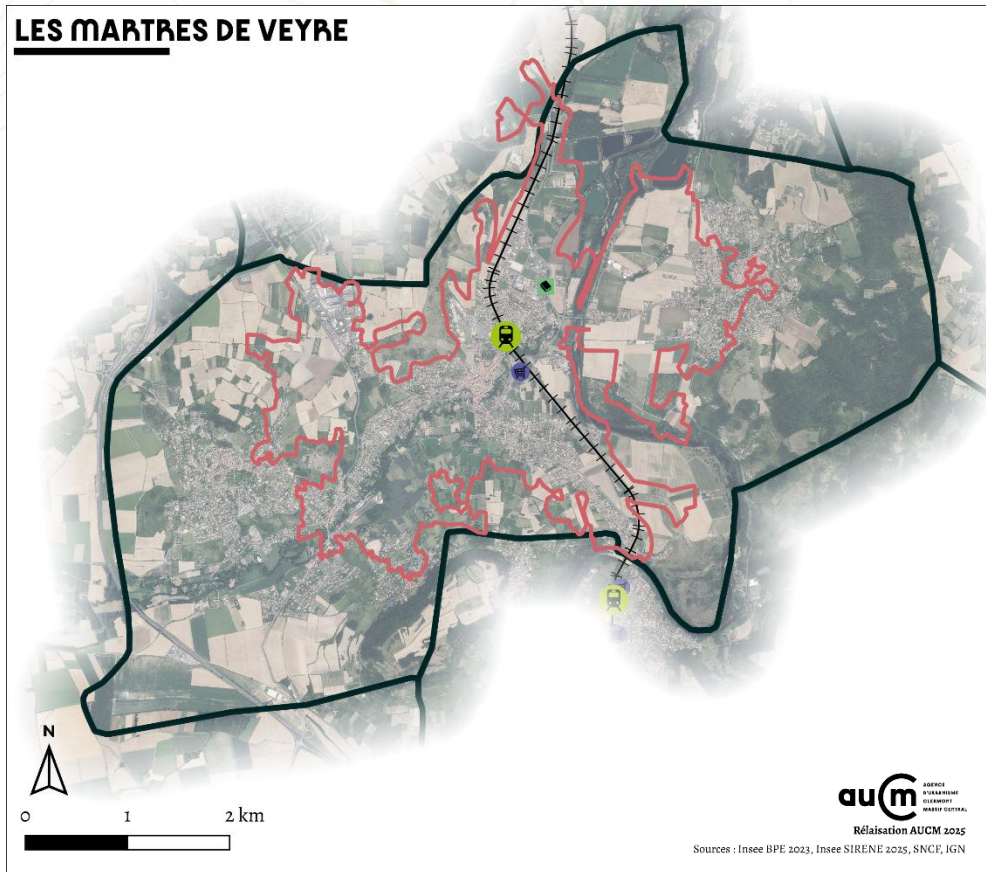 LES MARTRES DE VEYRE
N
0 1 2 km
aucm
AGENCE
D'URBANISME
CLERMONT
MASSIF CENTRAL
Rélaisation AUCM 2025
Sources : Insee BPE 2023, Insee SIRENE 2025, SNCF, IGN